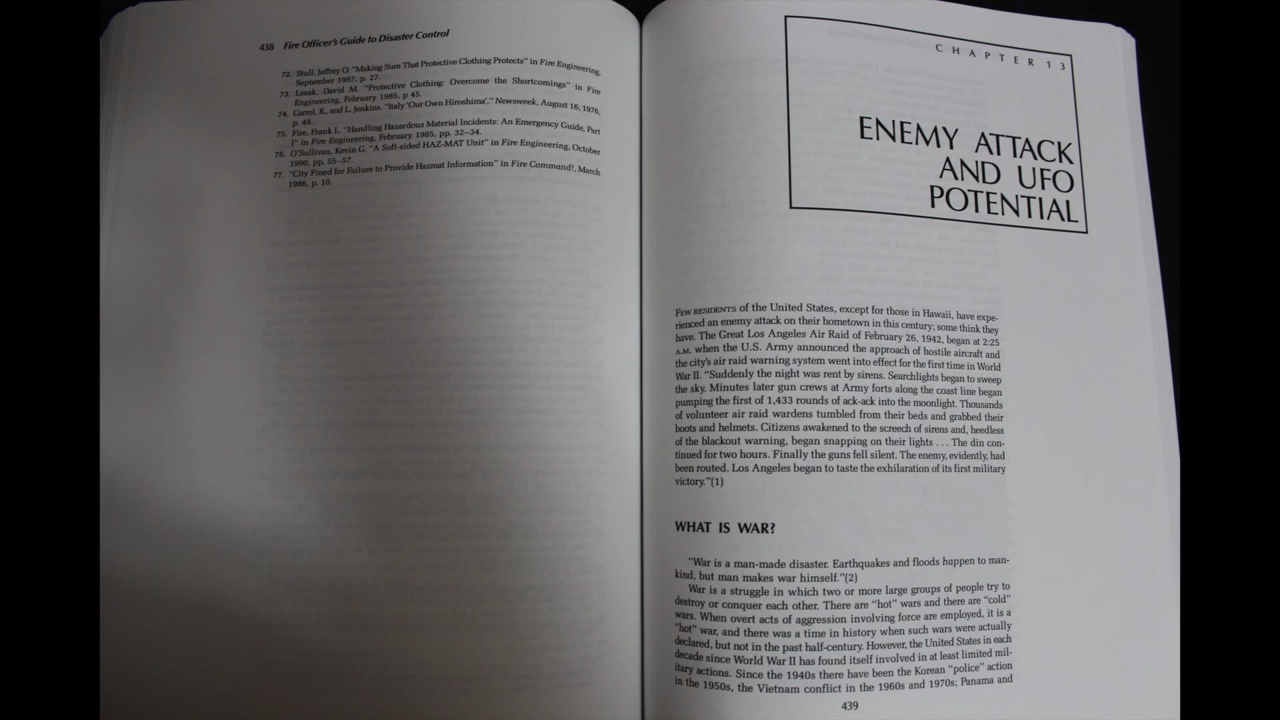 438 Fire Officer's Guide to Disaster Control
72. Stull, Jeffrey O. "Making Sure That Protective Clothing Protects" in Fire Engineering,
September 1987, p. 27.
73. Lesak, David M. "Protective Clothing: Overcome the Shortcomings" in Fire
Engineering, February 1985, p 45.
74. Carrol, R., and L. Jenkins. "Italy 'Our Own Hiroshima'," Newsweek, August 16, 1976,
p. 49.
75. Fire, Frank L. "Handling Hazardous Material Incidents: An Emergency Guide, Part
I" in Fire Engineering, February 1985, pp. 32–34.
76. O'Sullivan, Kevin G. "A Soft-sided HAZ-MAT Unit" in Fire Engineering, October
1990, pp. 55–57.
77. "City Fined for Failure to Provide Hazmat Information" in Fire Command!, March
1986, p. 10.
CHAPTER 13
ENEMY ATTACK
AND UFO
POTENTIAL
FEW RESIDENTS of the United States, except for those in Hawaii, have expe-
rienced an enemy attack on their hometown in this century; some think they
have. The Great Los Angeles Air Raid of February 26, 1942, began at 2:25
A.M. when the U.S. Army announced the approach of hostile aircraft and
the city's air raid warning system went into effect for the first time in World
War II. "Suddenly the night was rent by sirens. Searchlights began to sweep
the sky. Minutes later gun crews at Army forts along the coast line began
pumping the first of 1,433 rounds of ack-ack into the moonlight. Thousands
of volunteer air raid wardens tumbled from their beds and grabbed their
boots and helmets. Citizens awakened to the screech of sirens and, heedless
of the blackout warning, began snapping on their lights . . . The din con-
tinued for two hours. Finally the guns fell silent. The enemy, evidently, had
been routed. Los Angeles began to taste the exhilaration of its first military
victory."(1)
WHAT IS WAR?
"War is a man-made disaster. Earthquakes and floods happen to man-
kind, but man makes war himself."(2)
War is a struggle in which two or more large groups of people try to
destroy or conquer each other. There are "hot" wars and there are "cold"
wars. When overt acts of aggression involving force are employed, it is a
"hot" war, and there was a time in history when such wars were actually
declared, but not in the past half-century. However, the United States in each
decade since World War II has found itself involved in at least limited mil-
itary actions. Since the 1940s there have been the Korean "police" action
in the 1950s, the Vietnam conflict in the 1960s and 1970s; Panama and
439